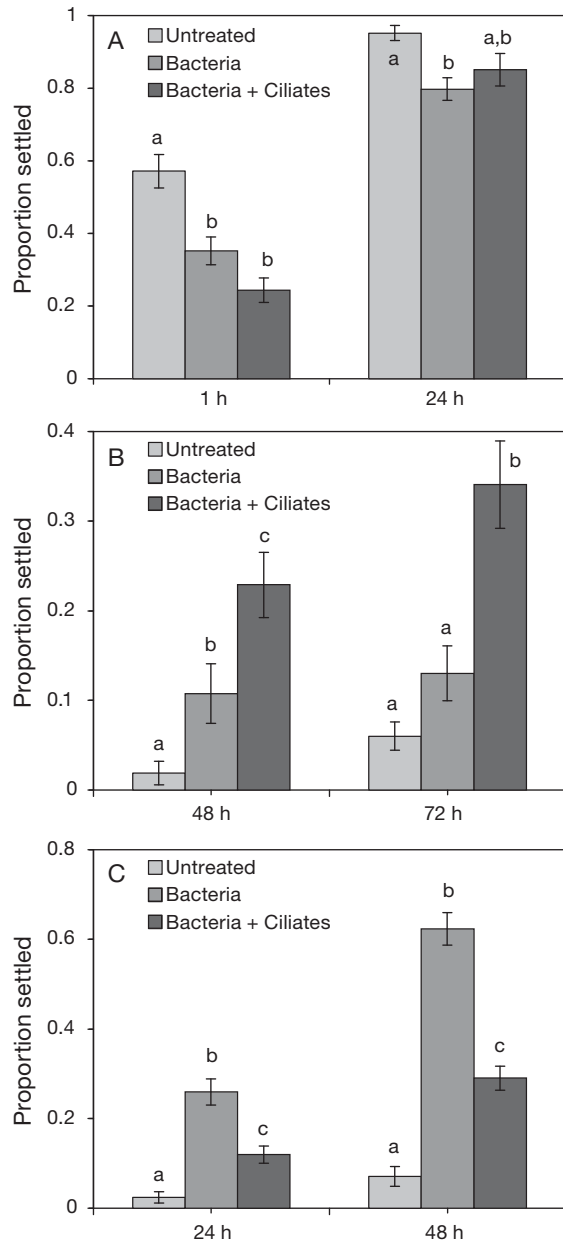 A
Untreated
Bacteria
Bacteria + Ciliates
Proportion settled
1
0.8
0.6
0.4
0.2
0
a
b
b
a
b
a,b
1 h
24 h
B
Untreated
Bacteria
Bacteria + Ciliates
Proportion settled
0.4
0.3
0.2
0.1
0
a
b
c
a
a
b
48 h
72 h
C
Untreated
Bacteria
Bacteria + Ciliates
Proportion settled
0.8
0.6
0.4
0.2
0
a
b
c
a
b
c
24 h
48 h